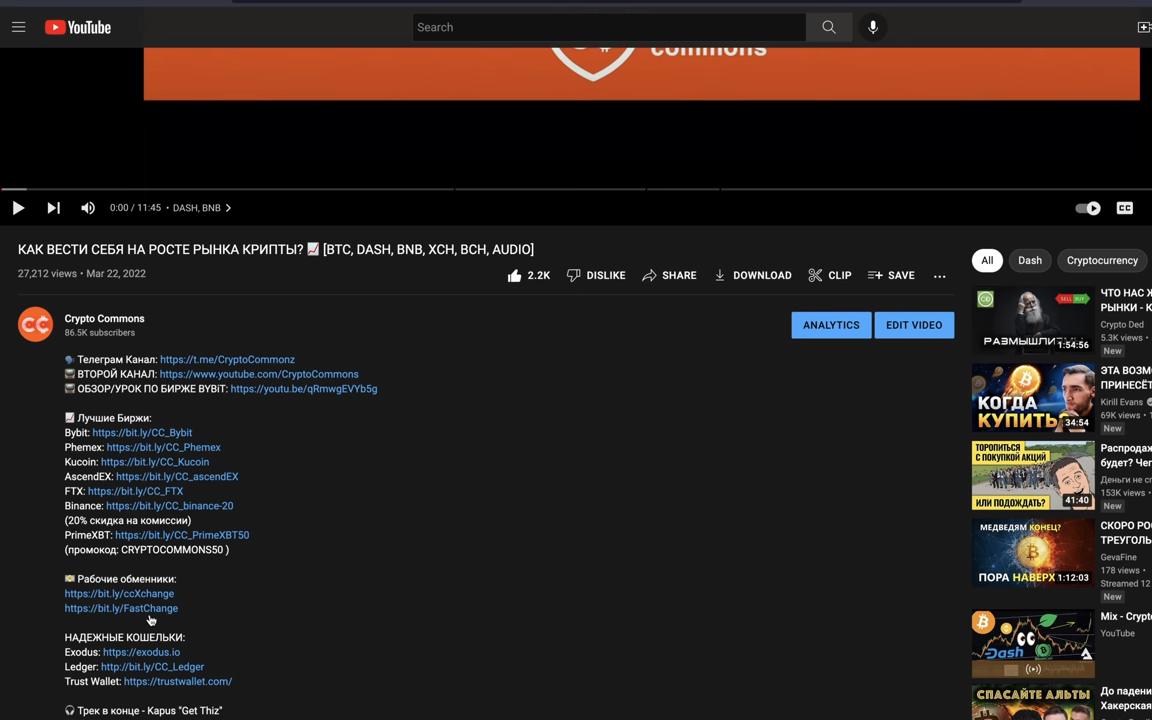 YouTube
Search
commons
0:00 / 11:45 • DASH, BNB
CC
КАК ВЕСТИ СЕБЯ НА РОСТЕ РЫНКА КРИПТЫ? 📈 [BTC, DASH, BNB, XCH, BCH, AUDIO]
27,212 views • Mar 22, 2022
2.2K DISLIKE SHARE DOWNLOAD CLIP SAVE
Crypto Commons
86.5K subscribers
ANALYTICS EDIT VIDEO
🗣 Телеграм Канал: https://t.me/CryptoCommonz
ВТОРОЙ КАНАЛ: https://www.youtube.com/CryptoCommons
ОБЗОР/УРОК ПО БИРЖЕ BYBiT: https://youtu.be/qRmwgEVYb5g
📈 Лучшие Биржи:
Bybit: https://bit.ly/CC_Bybit
Phemex: https://bit.ly/CC_Phemex
Kucoin: https://bit.ly/CC_Kucoin
AscendEX: https://bit.ly/CC_ascendEX
FTX: https://bit.ly/CC_FTX
Binance: https://bit.ly/CC_binance-20
(20% скидка на комиссии)
PrimeXBT: https://bit.ly/CC_PrimeXBT50
(промокод: CRYPTOCOMMONS50 )
Рабочие обменники:
https://bit.ly/ccXchange
https://bit.ly/FastChange
НАДЕЖНЫЕ КОШЕЛЬКИ:
Exodus: https://exodus.io
Ledger: http://bit.ly/CC_Ledger
Trust Wallet: https://trustwallet.com/
🎧 Трек в конце - Kapus "Get Thiz"
All Dash Cryptocurrency
SELL BUY
1:54:56
ЧТО НАС
РЫНКИ -
Crypto Ded
5.3K views •
New
КОГДА
КУПИТЬ?
34:54
ЭТА
ПРИНЕСЁТ
Kirill Evans
69K views •
New
ТОРОПИТЬСЯ
С ПОКУПКОЙ АКЦИЙ
ИЛИ ПОДОЖДАТЬ?
41:40
будет?
Деньги не
153K views •
New
МЕДВЕДЯМ КОНЕЦ?
ПОРА НАВЕРХ
1:12:03
СКОРО
GevaFine
178 views •
Streamed 12
New
Dash
Mix -
YouTube
СПАСАЙТЕ АЛЬТЫ
До